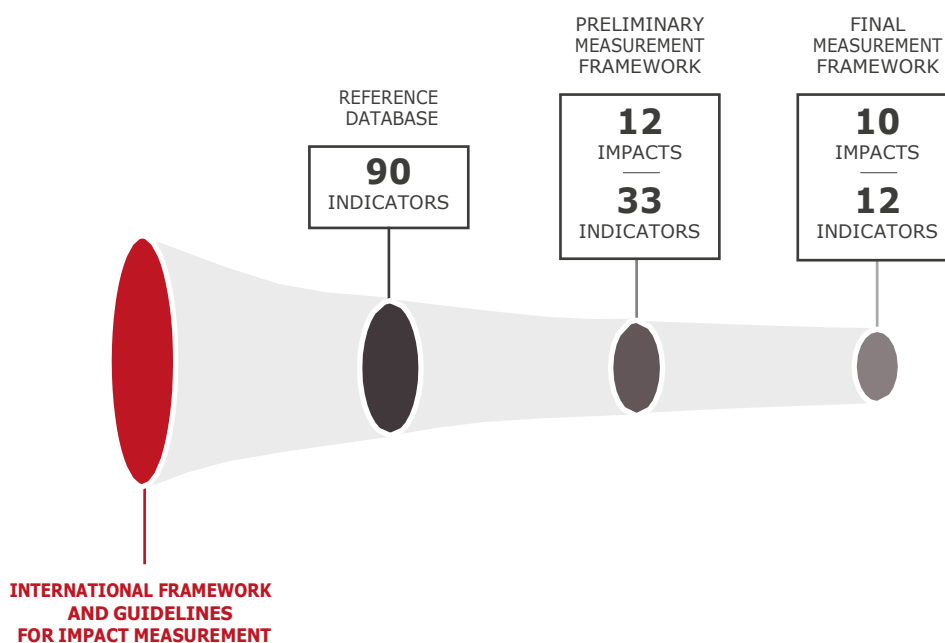 REFERENCE
DATABASE
90
INDICATORS
PRELIMINARY
MEASUREMENT
FRAMEWORK
12
IMPACTS
33
INDICATORS
FINAL
MEASUREMENT
FRAMEWORK
10
IMPACTS
12
INDICATORS
INTERNATIONAL FRAMEWORK
AND GUIDELINES
FOR IMPACT MEASUREMENT